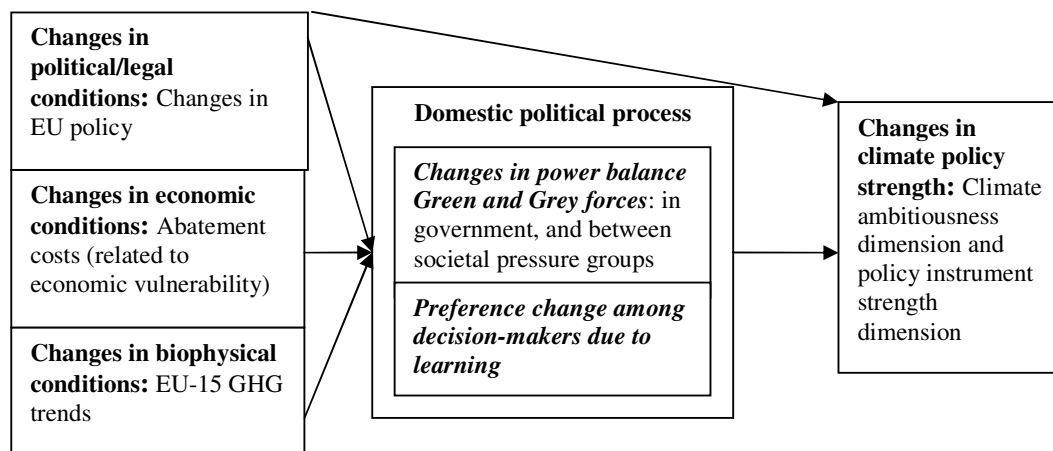 Changes in
political/legal
conditions: Changes in
EU policy
Changes in economic
conditions: Abatement
costs (related to
economic vulnerability)
Changes in biophysical
conditions: EU-15 GHG
trends
Domestic political process
Changes in power balance
Green and Grey forces: in
government, and between
societal pressure groups
Preference change among
decision-makers due to
learning
Changes in
climate policy
strength: Climate
ambitiousness
dimension and
policy instrument
strength
dimension